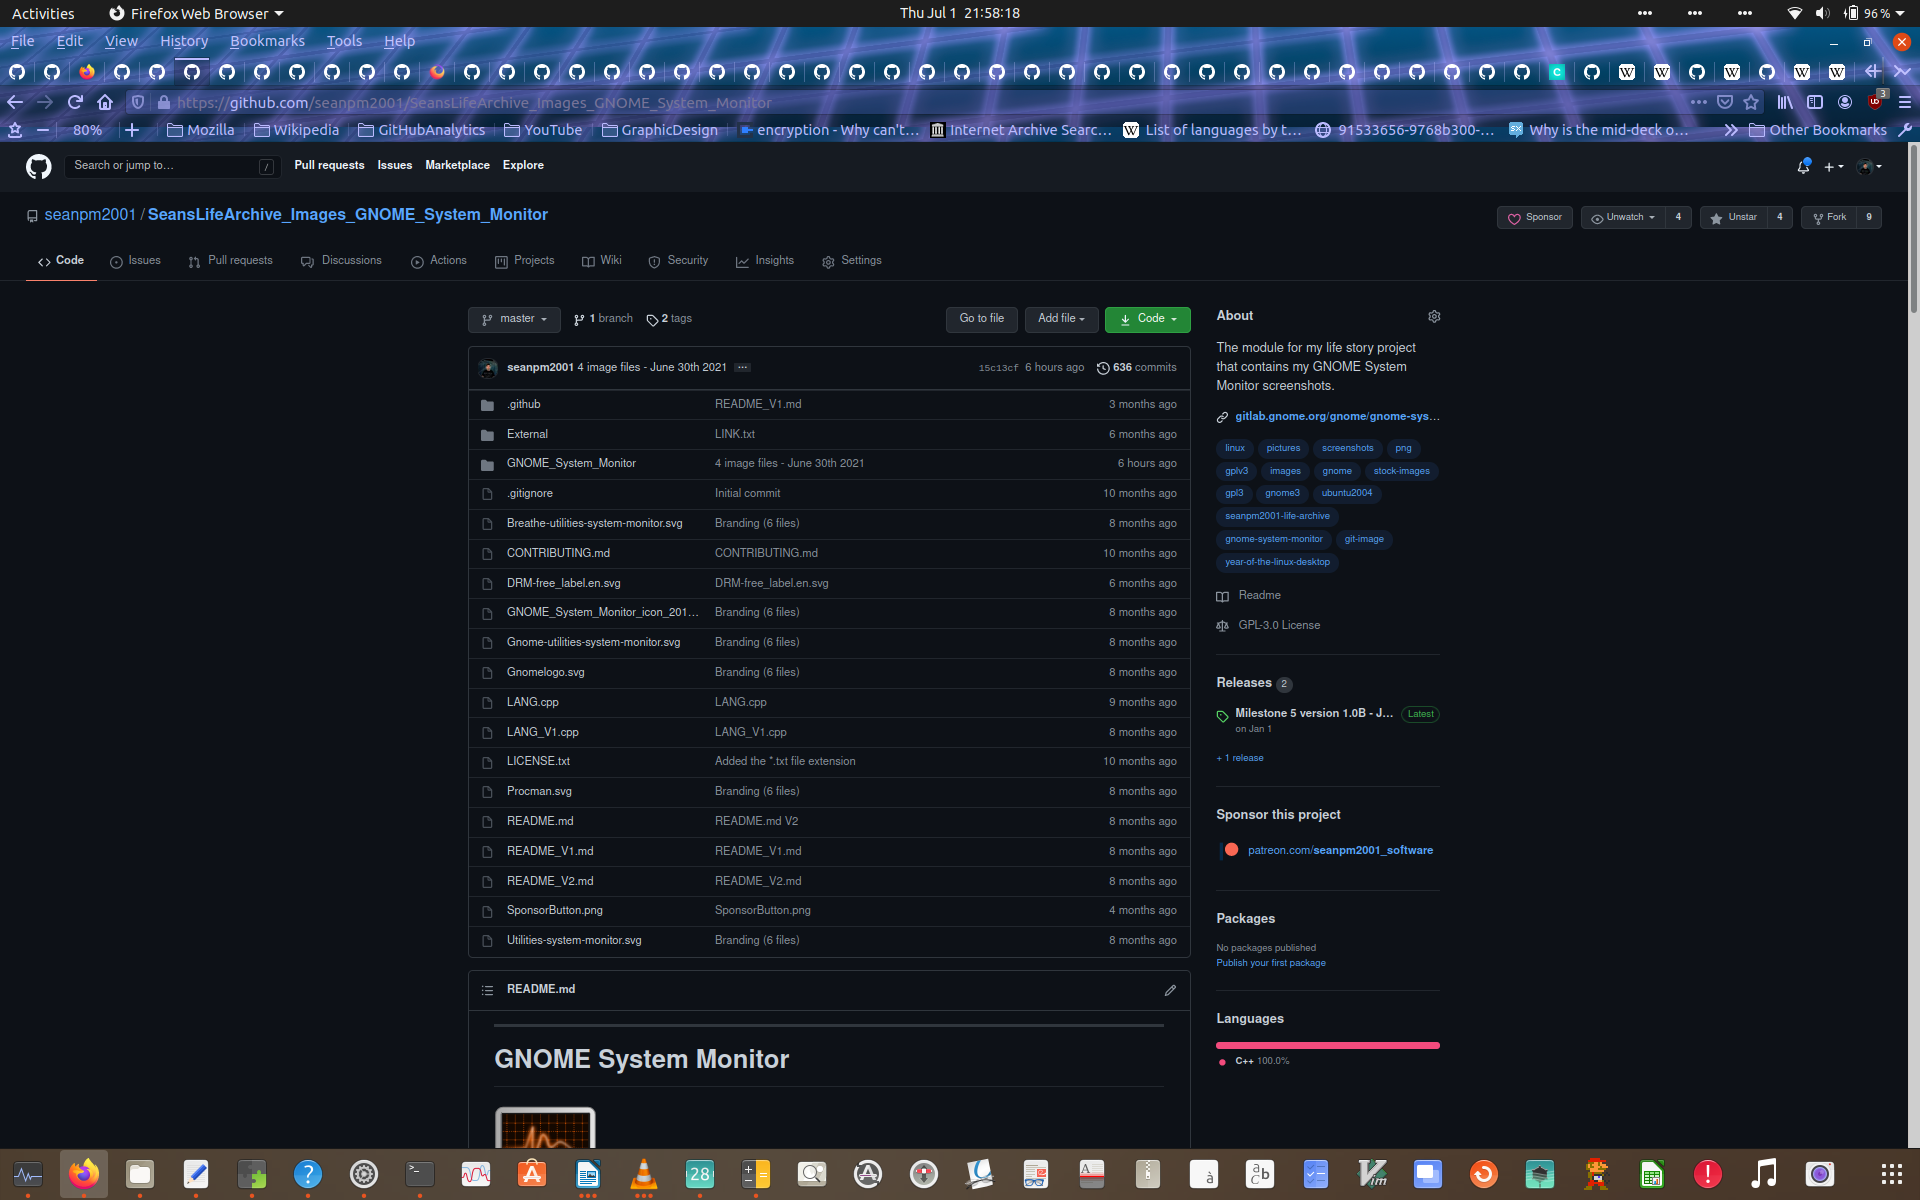 Activities Firefox Web Browser Thu Jul 1 21:58:18 96 %
File Edit View History Bookmarks Tools Help
https://github.com/seanpm2001/SeansLifeArchive_Images_GNOME_System_Monitor 3
80% Mozilla Wikipedia GitHubAnalytics YouTube GraphicDesign encryption - Why can't… Internet Archive Searc… List of languages by t… 91533656-9768b300-… Why is the mid-deck o… Other Bookmarks
Search or jump to… / Pull requests Issues Marketplace Explore
seanpm2001 / SeansLifeArchive_Images_GNOME_System_Monitor
Sponsor Unwatch 4 Unstar 4 Fork 9
Code Issues Pull requests Discussions Actions Projects Wiki Security Insights Settings
master 1 branch 2 tags Go to file Add file Code
seanpm2001 4 image files - June 30th 2021 ... 15c13cf 6 hours ago 636 commits
.github README_V1.md 3 months ago
External LINK.txt 6 months ago
GNOME_System_Monitor 4 image files - June 30th 2021 6 hours ago
.gitignore Initial commit 10 months ago
Breathe-utilities-system-monitor.svg Branding (6 files) 8 months ago
CONTRIBUTING.md CONTRIBUTING.md 10 months ago
DRM-free_label.en.svg DRM-free_label.en.svg 6 months ago
GNOME_System_Monitor_icon_201… Branding (6 files) 8 months ago
Gnome-utilities-system-monitor.svg Branding (6 files) 8 months ago
Gnomelogo.svg Branding (6 files) 8 months ago
LANG.cpp LANG.cpp 9 months ago
LANG_V1.cpp LANG_V1.cpp 8 months ago
LICENSE.txt Added the *.txt file extension 10 months ago
Procman.svg Branding (6 files) 8 months ago
README.md README.md V2 8 months ago
README_V1.md README_V1.md 8 months ago
README_V2.md README_V2.md 8 months ago
SponsorButton.png SponsorButton.png 4 months ago
Utilities-system-monitor.svg Branding (6 files) 8 months ago
README.md
GNOME System Monitor
About
The module for my life story project
that contains my GNOME System
Monitor screenshots.
gitlab.gnome.org/gnome/gnome-sys…
linux pictures screenshots png
gplv3 images gnome stock-images
gpl3 gnome3 ubuntu2004
seanpm2001-life-archive
gnome-system-monitor git-image
year-of-the-linux-desktop
Readme
GPL-3.0 License
Releases 2
Milestone 5 version 1.0B - J… Latest
on Jan 1
+ 1 release
Sponsor this project
patreon.com/seanpm2001_software
Packages
No packages published
Publish your first package
Languages
C++ 100.0%
28